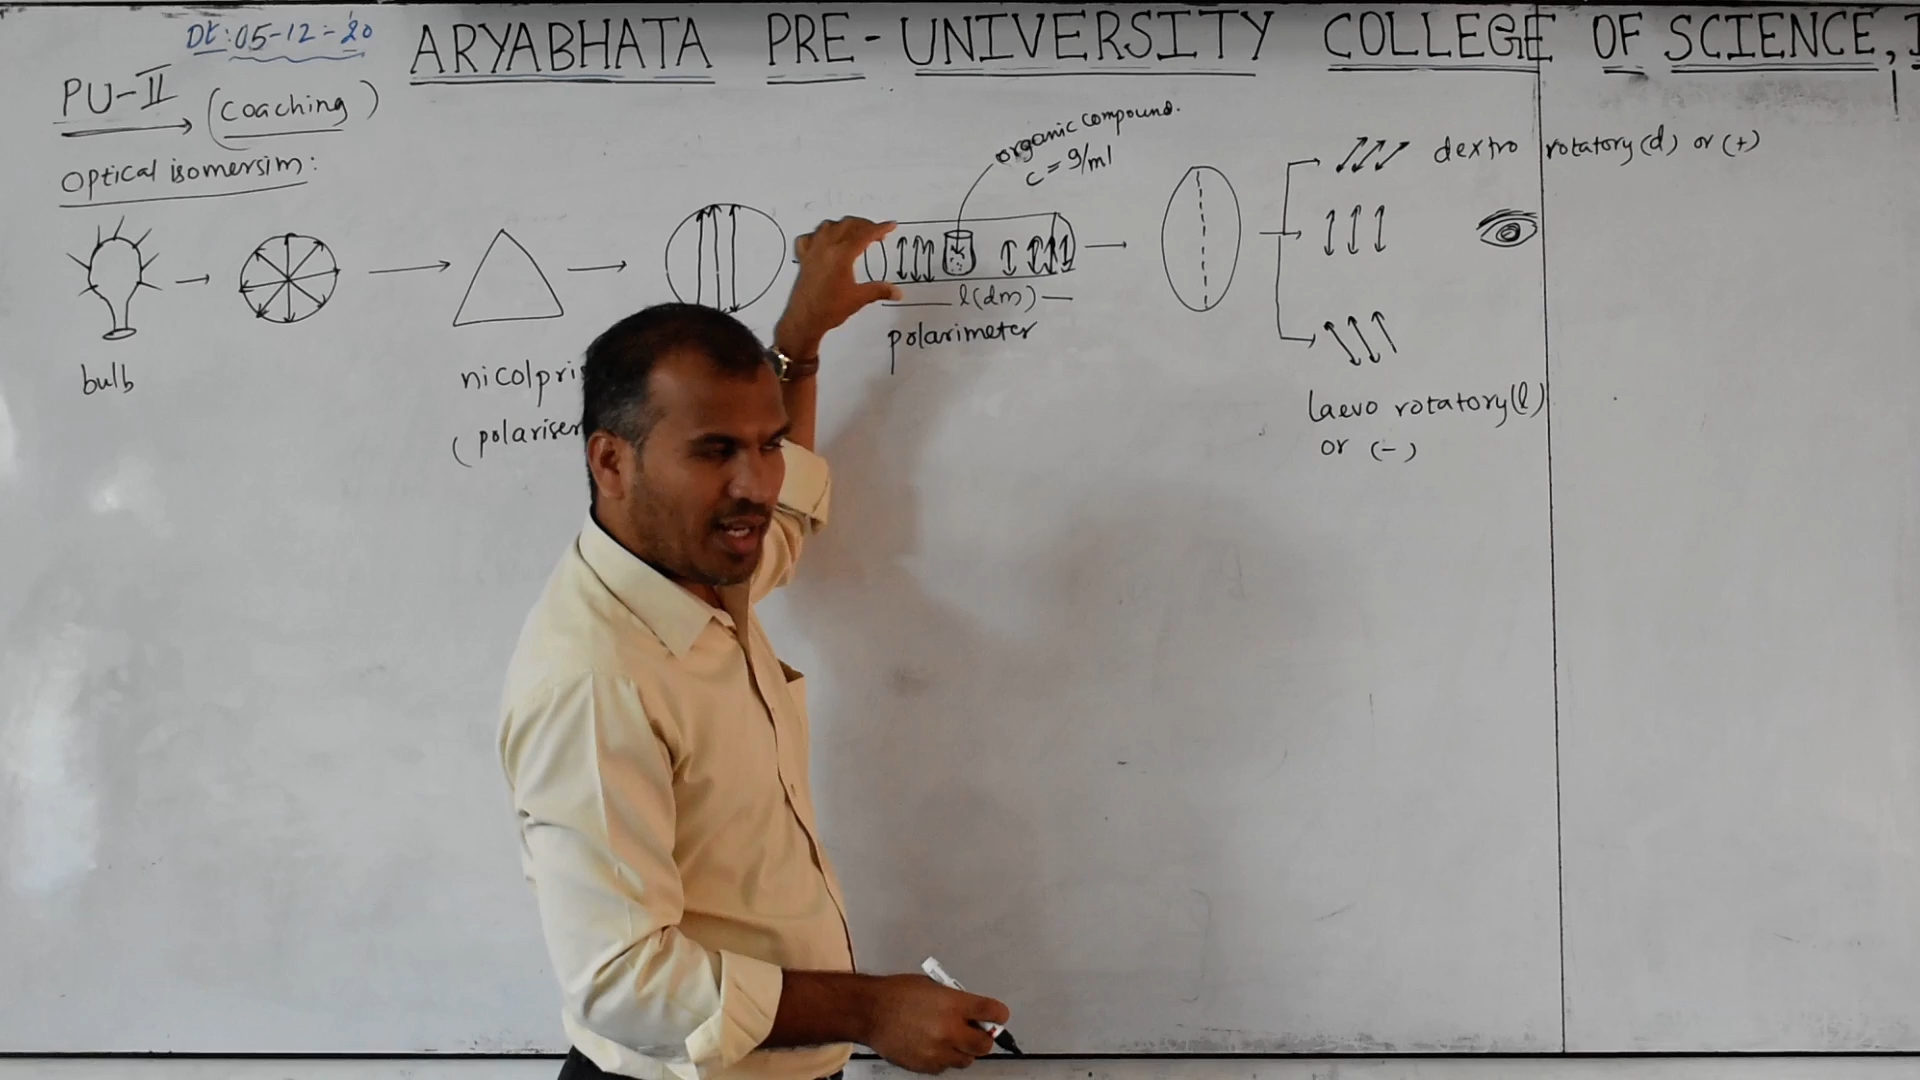 Dt:05-12-20
ARYABHATA PRE-UNIVERSITY COLLEGE OF SCIENCE,
PU-II (coaching)
Optical isomersim:
organic compound.
c = g/ml
dextro rotatory (d) or (+)
l(dm)
polarimeter
bulb
nicolpris
(polariser
laevo rotatory(l)
or (-)